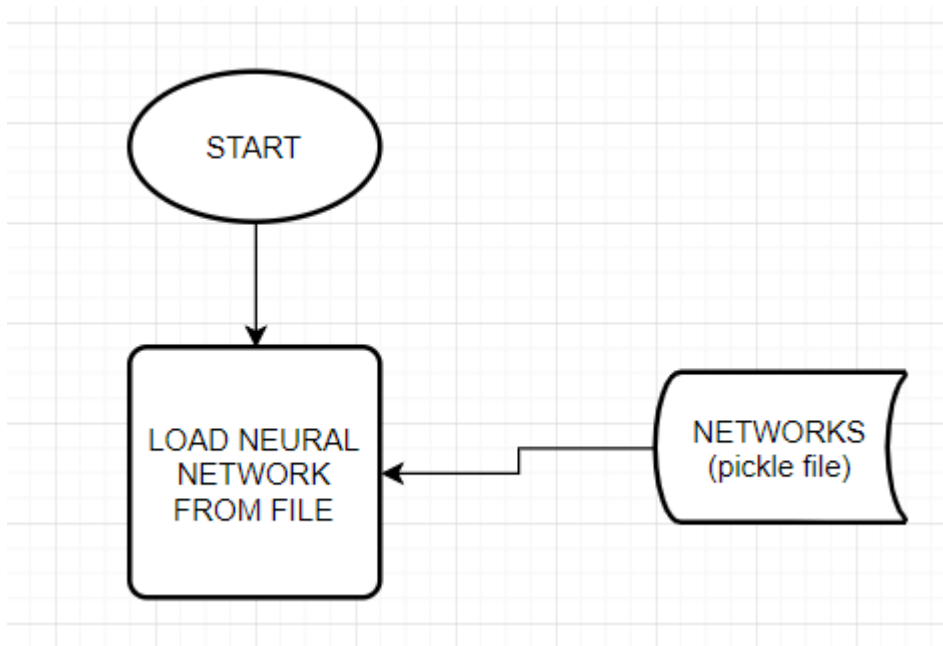 START
LOAD NEURAL
NETWORK
FROM FILE
NETWORKS
(pickle file)